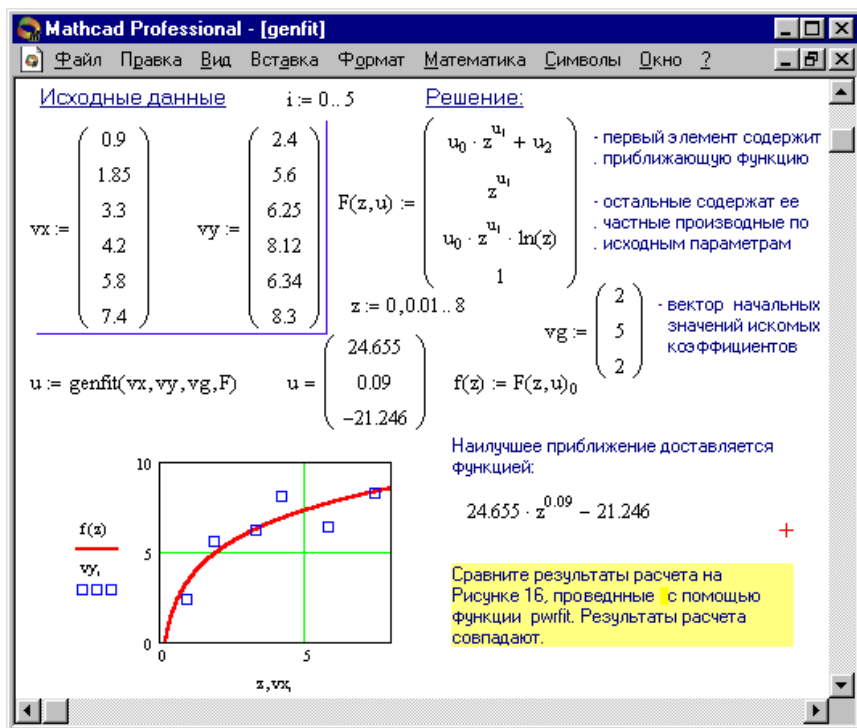 Mathcad Professional - [genfit]
Файл Правка Вид Вставка Формат Математика Символы Окно ?
Исходные данные i := 0.. 5 Решение:
vx := (0.9 1.85 3.3 4.2 5.8 7.4)
vy := (2.4 5.6 6.25 8.12 6.34 8.3)
F(z,u) := (u₀ · z^u₁ + u₂
z^u₁
u₀ · z^u₁ · ln(z)
1)
- первый элемент содержит
. приближающую функцию
- остальные содержат ее
. частные производные по
. исходным параметрам
z := 0,0.01.. 8
vg := (2 5 2)
- вектор начальных
значений искомых
коэффициентов
u := genfit(vx,vy,vg,F) u = (24.655 0.09 −21.246) f(z) := F(z,u)₀
10
5
0
0 5
f(z)
vyᵢ
z,vxᵢ
Наилучшее приближение доставляется
функцией:
24.655 · z^0.09 − 21.246
Сравните результаты расчета на
Рисунке 16, проведнные с помощью
функции pwrfit. Результаты расчета
совпадают.